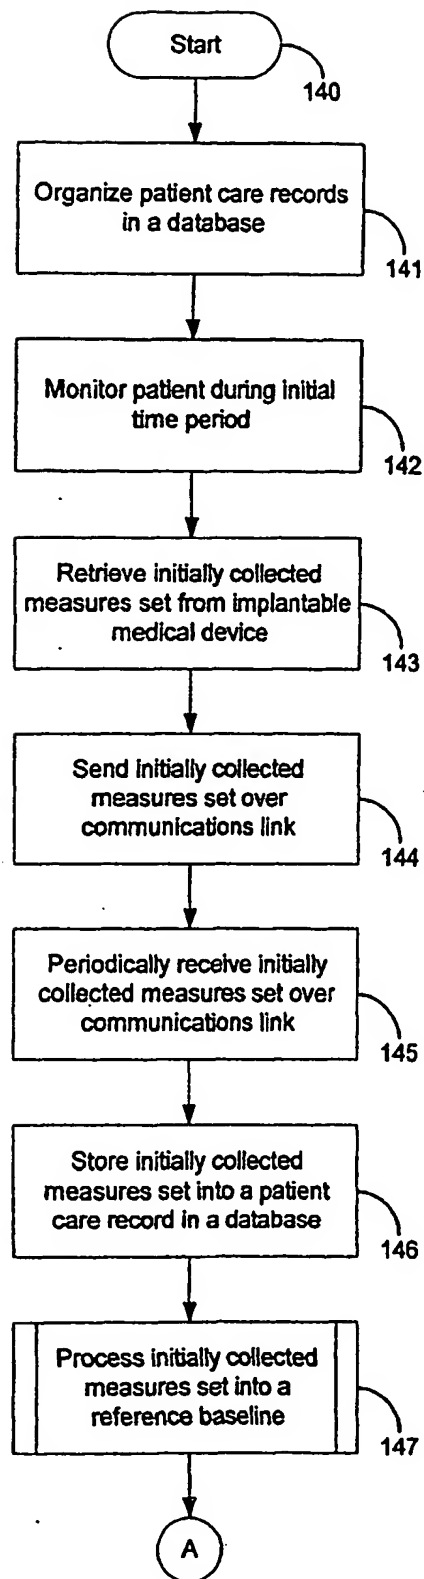 Start
140
Organize patient care records
in a database
141
Monitor patient during initial
time period
142
Retrieve initially collected
measures set from implantable
medical device
143
Send initially collected
measures set over
communications link
144
Periodically receive initially
collected measures set over
communications link
145
Store initially collected
measures set into a patient
care record in a database
146
Process initially collected
measures set into a
reference baseline
147
A